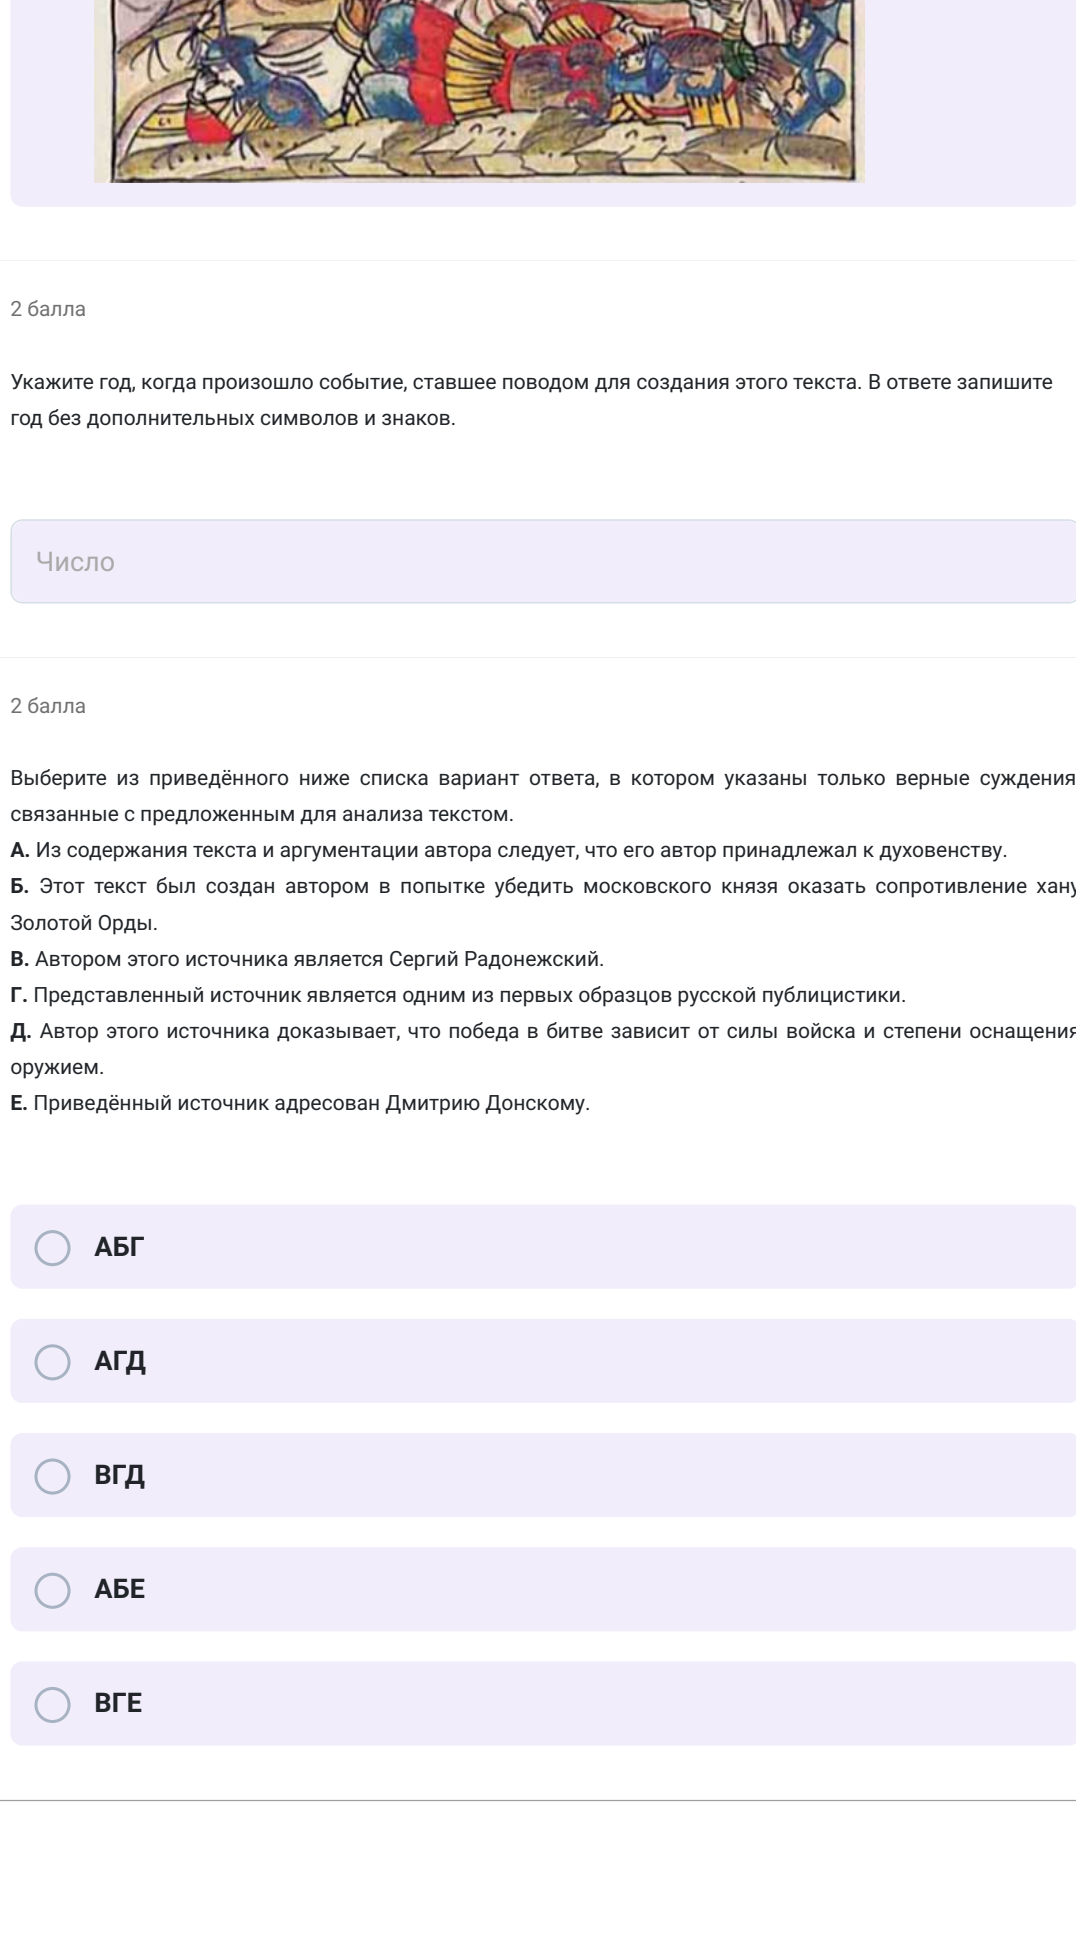 2 балла
Укажите год, когда произошло событие, ставшее поводом для создания этого текста. В ответе запишите
год без дополнительных символов и знаков.
Число
2 балла
Выберите из приведённого ниже списка вариант ответа, в котором указаны только верные суждения
связанные с предложенным для анализа текстом.
А. Из содержания текста и аргументации автора следует, что его автор принадлежал к духовенству.
Б. Этот текст был создан автором в попытке убедить московского князя оказать сопротивление хану
Золотой Орды.
В. Автором этого источника является Сергий Радонежский.
Г. Представленный источник является одним из первых образцов русской публицистики.
Д. Автор этого источника доказывает, что победа в битве зависит от силы войска и степени оснащения
оружием.
Е. Приведённый источник адресован Дмитрию Донскому.
АБГ
АГД
ВГД
АБЕ
ВГЕ